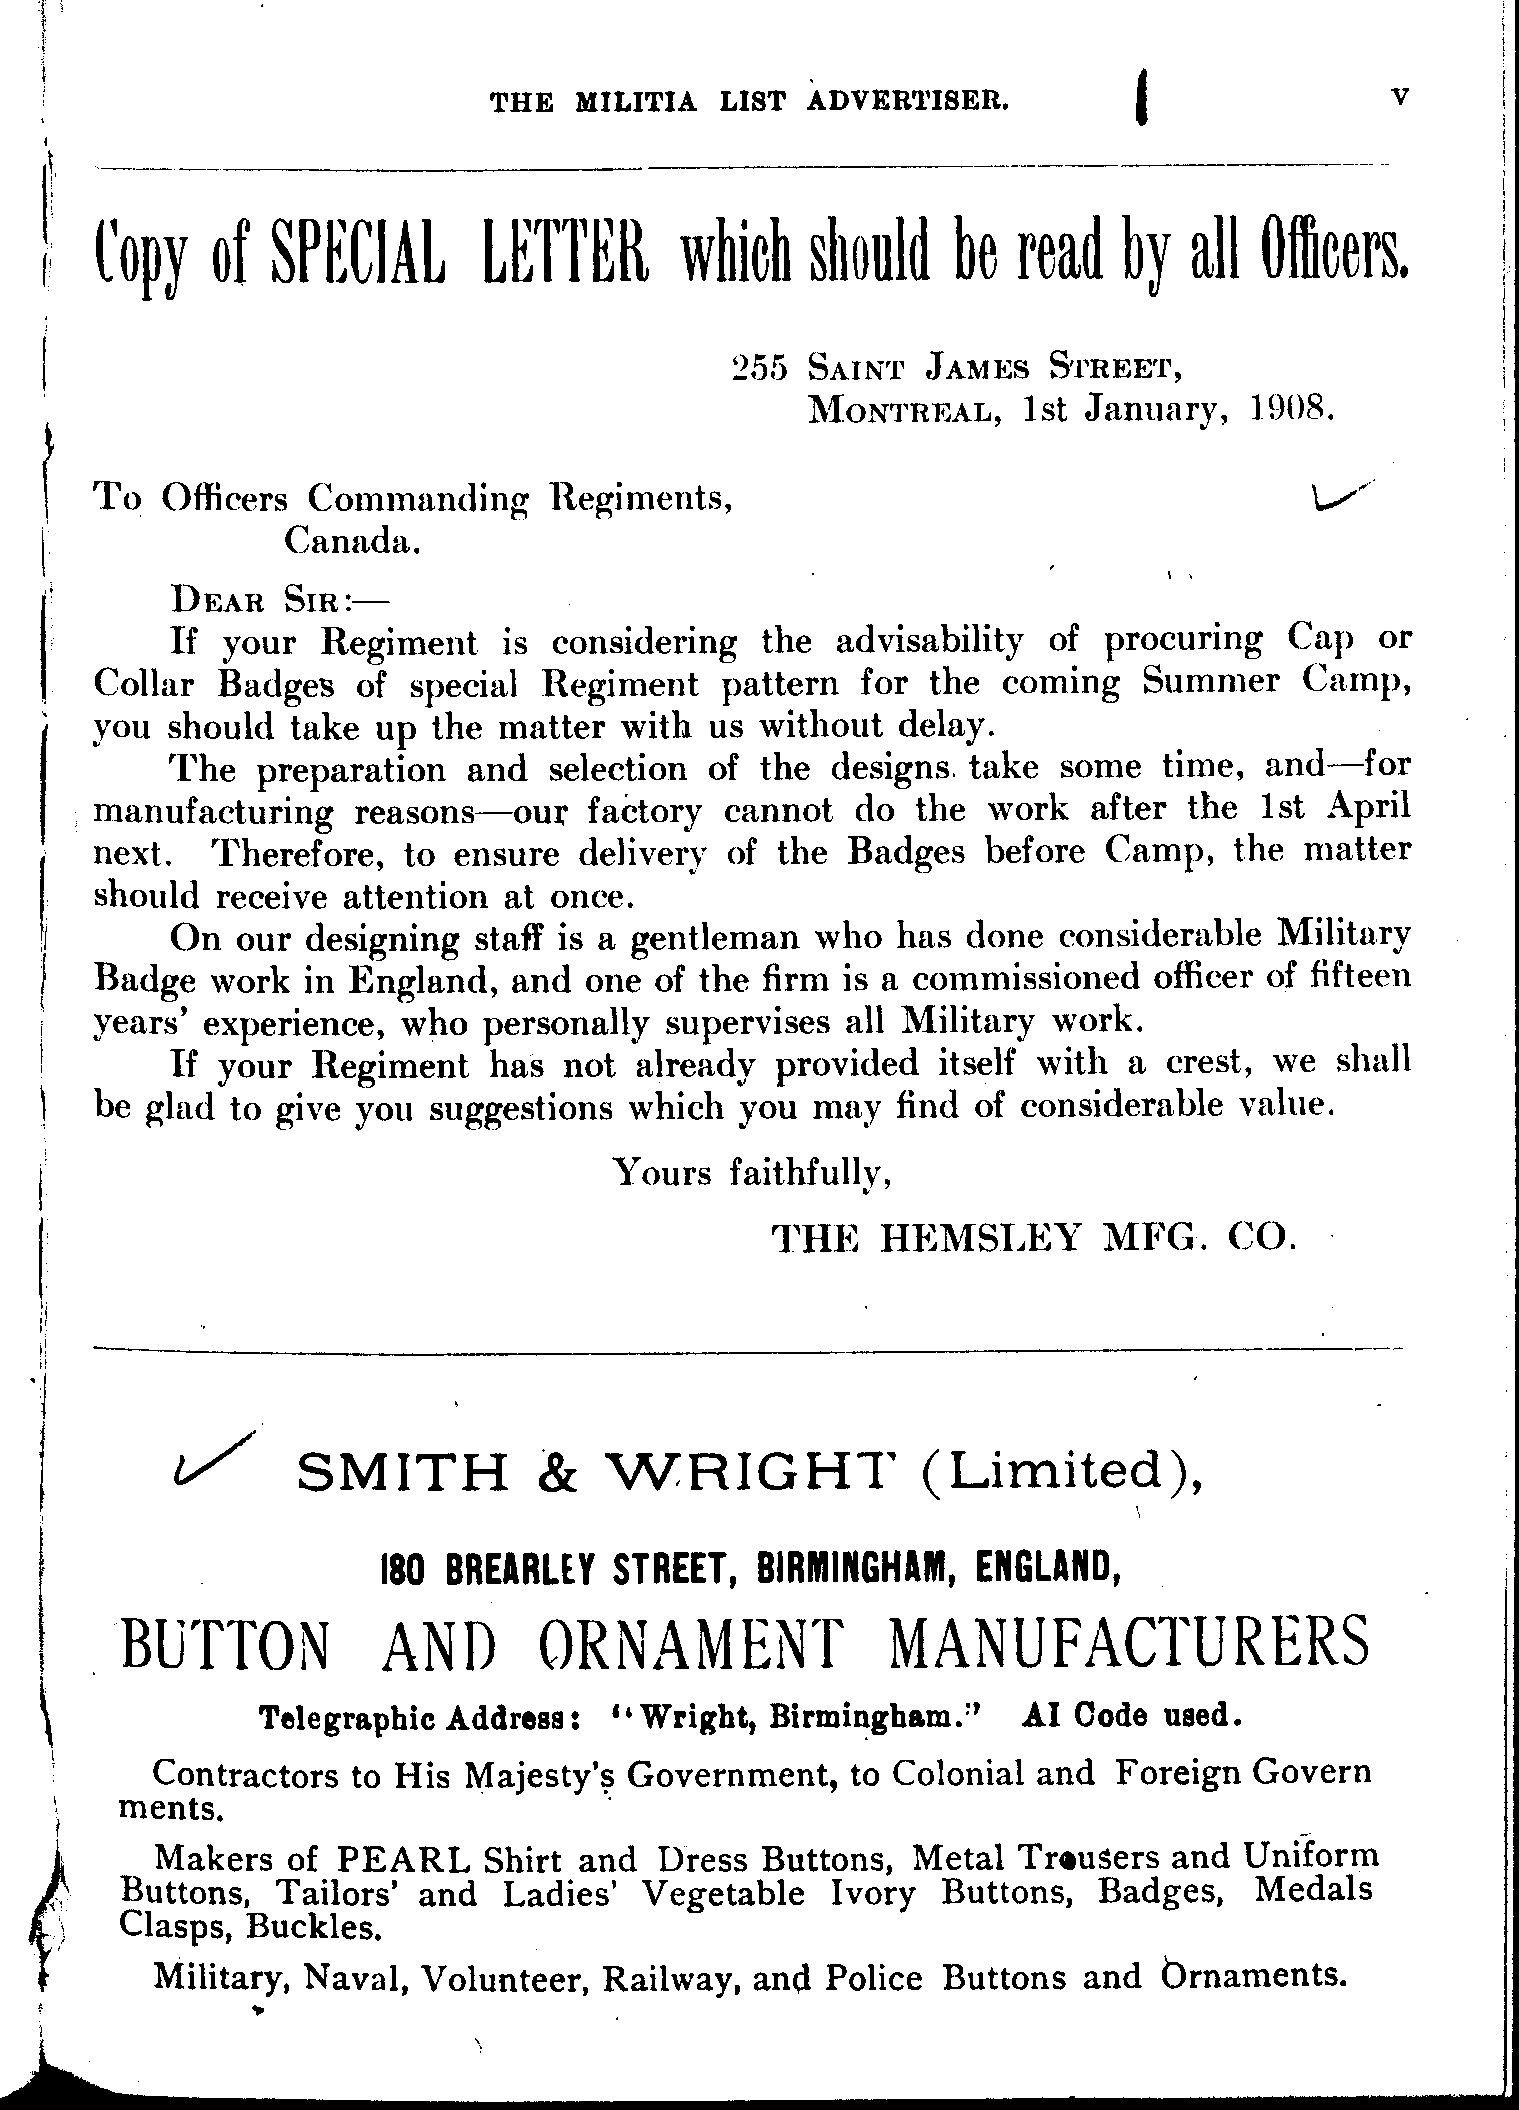 THE MILITIA LIST ADVERTISER. v
Copy of SPECIAL LETTER which should be read by all Officers.
255 SAINT JAMES STREET,
MONTREAL, 1st January, 1908.
To Officers Commanding Regiments,
Canada.
DEAR SIR:—
If your Regiment is considering the advisability of procuring Cap or
Collar Badges of special Regiment pattern for the coming Summer Camp,
you should take up the matter with us without delay.
The preparation and selection of the designs take some time, and—for
manufacturing reasons—our factory cannot do the work after the 1st April
next. Therefore, to ensure delivery of the Badges before Camp, the matter
should receive attention at once.
On our designing staff is a gentleman who has done considerable Military
Badge work in England, and one of the firm is a commissioned officer of fifteen
years' experience, who personally supervises all Military work.
If your Regiment has not already provided itself with a crest, we shall
be glad to give you suggestions which you may find of considerable value.
Yours faithfully,
THE HEMSLEY MFG. CO.
SMITH & WRIGHT (Limited),
180 BREARLEY STREET, BIRMINGHAM, ENGLAND,
BUTTON AND ORNAMENT MANUFACTURERS
Telegraphic Address: "Wright, Birmingham." AI Code used.
Contractors to His Majesty's Government, to Colonial and Foreign Govern
ments.
Makers of PEARL Shirt and Dress Buttons, Metal Trousers and Uniform
Buttons, Tailors' and Ladies' Vegetable Ivory Buttons, Badges, Medals
Clasps, Buckles.
Military, Naval, Volunteer, Railway, and Police Buttons and Ornaments.